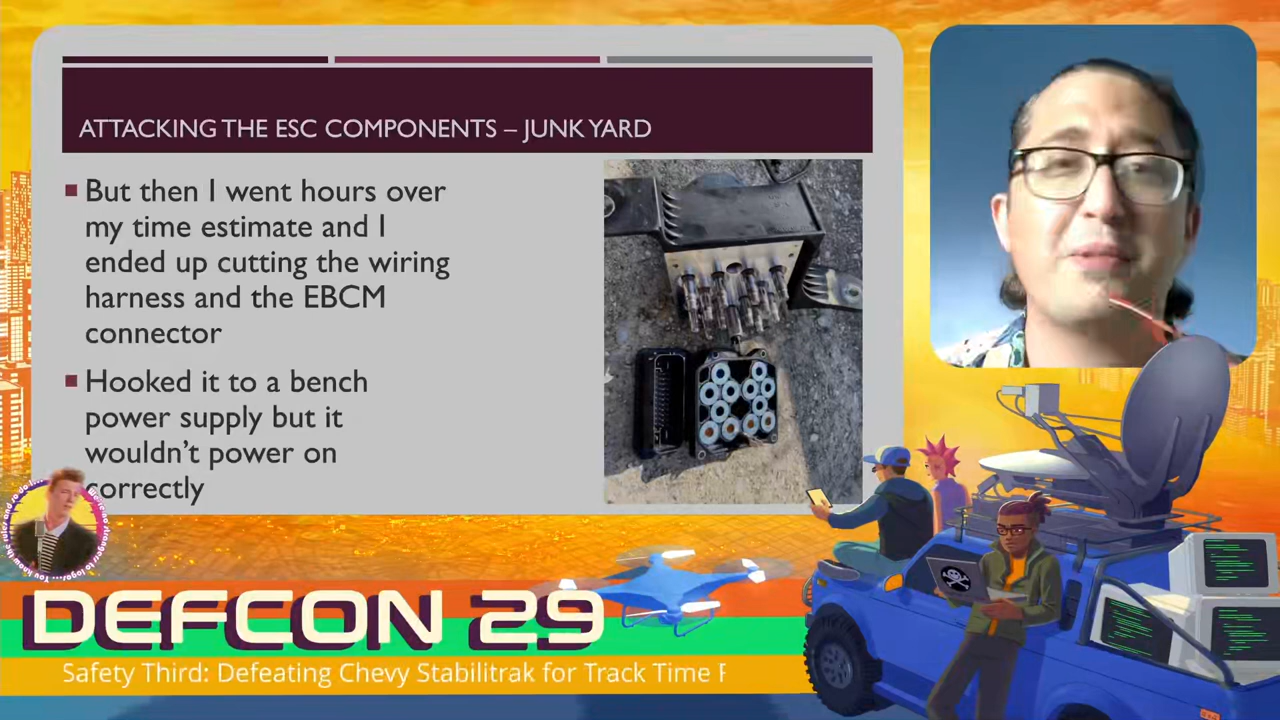 ATTACKING THE ESC COMPONENTS – JUNK YARD
But then I went hours over
my time estimate and I
ended up cutting the wiring
harness and the EBCM
connector
Hooked it to a bench
power supply but it
wouldn't power on
correctly
DEFCON 29
Safety Third: Defeating Chevy Stabilitrak for Track Time F